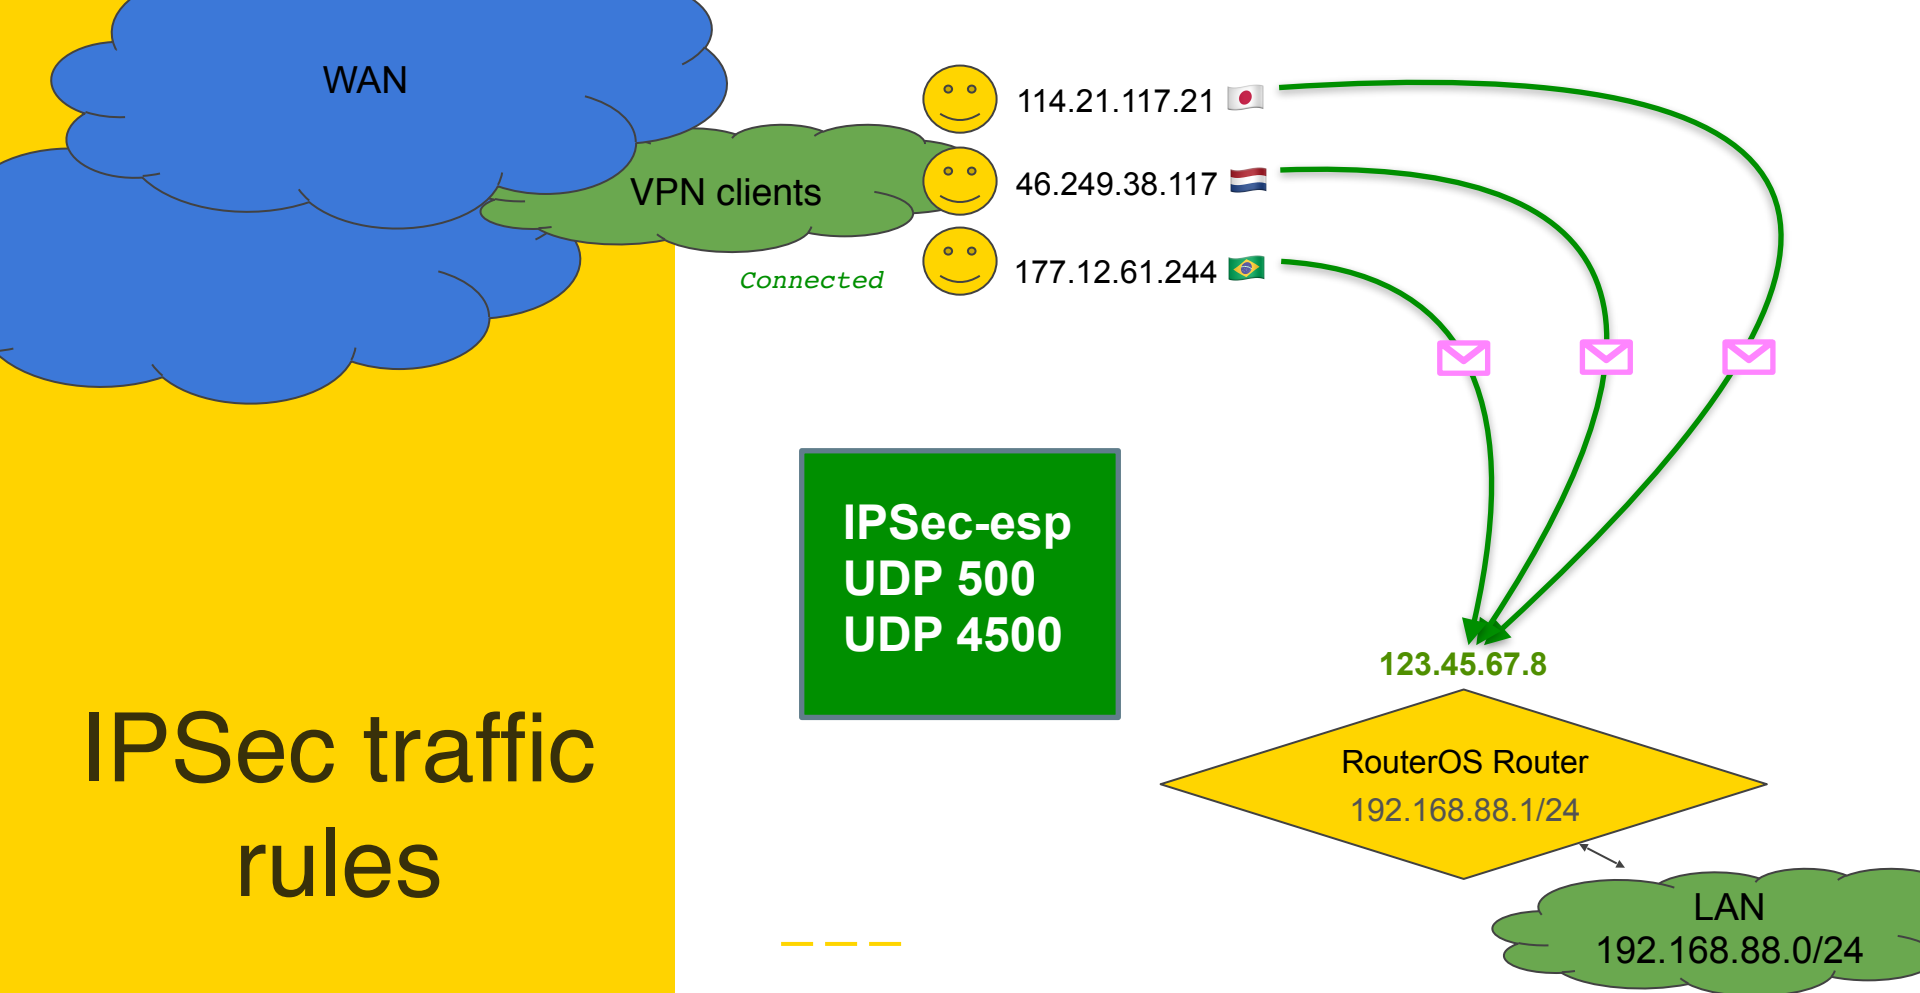 WAN
VPN clients
Connected
114.21.117.21
46.249.38.117
177.12.61.244
IPSec-esp
UDP 500
UDP 4500
123.45.67.8
RouterOS Router
192.168.88.1/24
LAN
192.168.88.0/24
IPSec traffic
rules